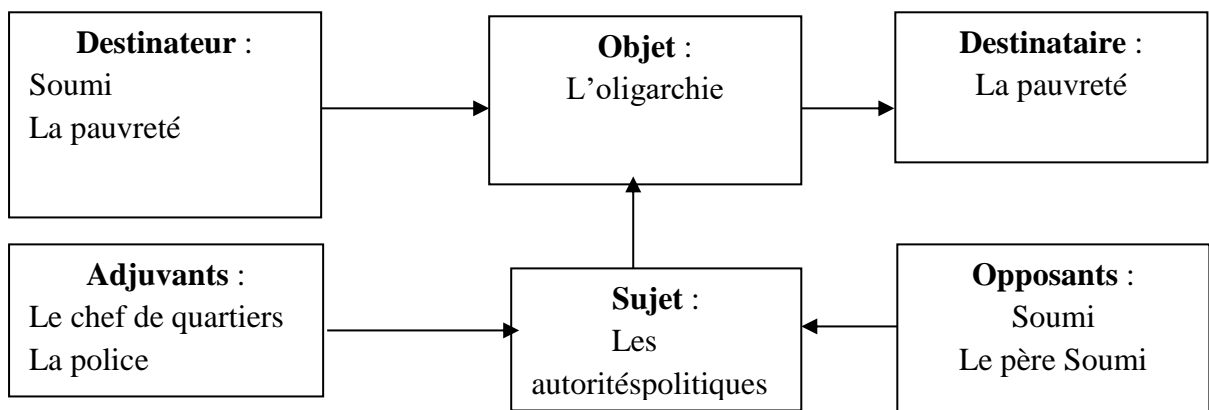 Destinateur :
Soumi
La pauvreté
Objet :
L’oligarchie
Destinataire :
La pauvreté
Adjuvants :
Le chef de quartiers
La police
Sujet :
Les
autoritéspolitiques
Opposants :
Soumi
Le père Soumi